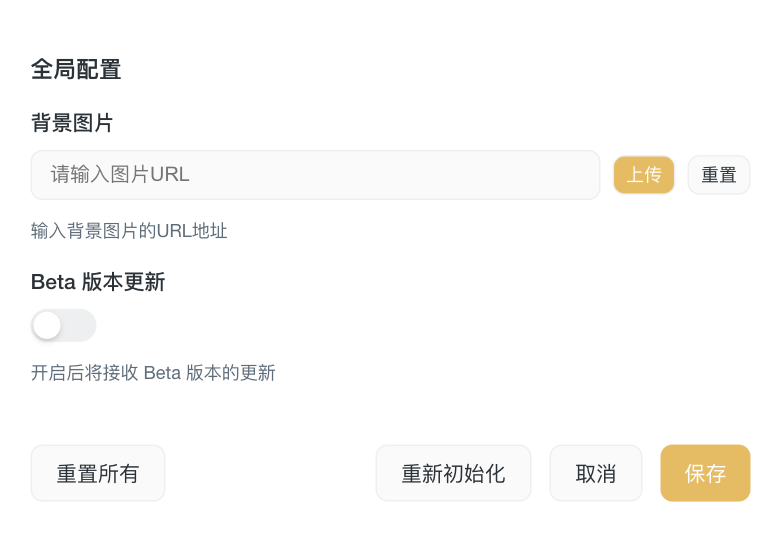 全局配置
背景图片
请输入图片URL
上传
重置
输入背景图片的URL地址
Beta 版本更新
开启后将接收 Beta 版本的更新
重置所有
重新初始化
取消
保存